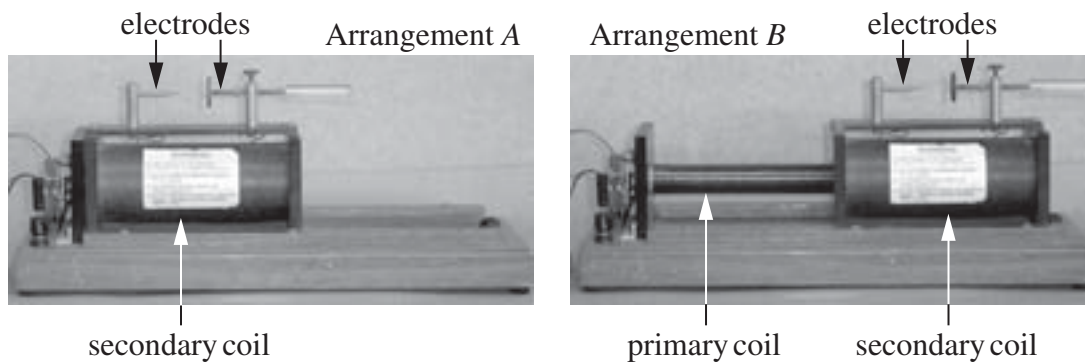 electrodes
Arrangement A
secondary coil
Arrangement B
electrodes
primary coil
secondary coil